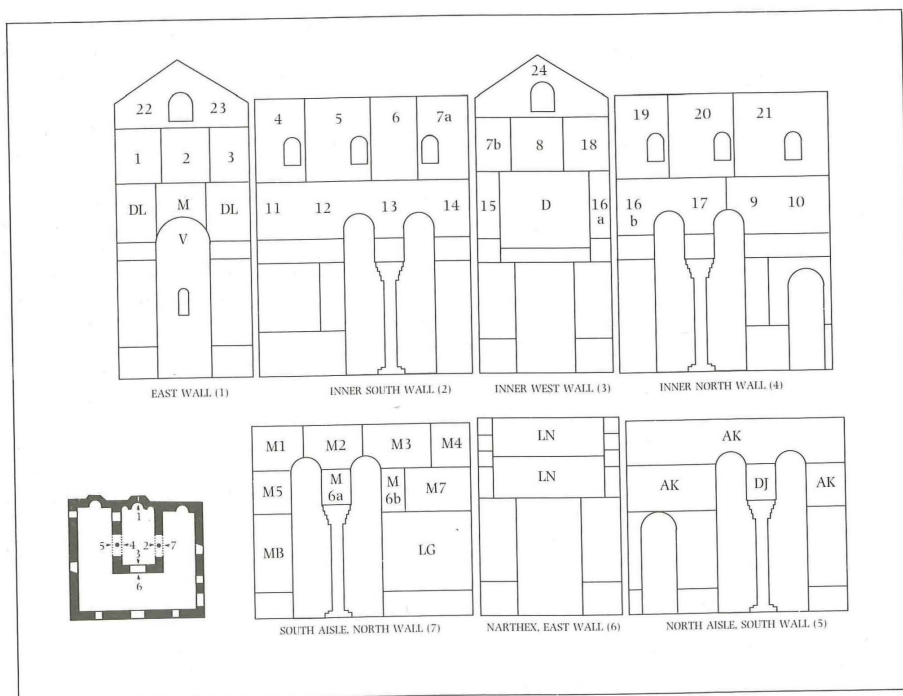 24
22 23
4 5 6 7a
19 20 21
1 2 3
7b 8 18
DL M DL
V
11 12 13 14
15 D 16
a
16
b
17 9 10
EAST WALL (1)
INNER SOUTH WALL (2)
INNER WEST WALL (3)
INNER NORTH WALL (4)
M1 M2 M3 M4
M5 M
6a
M
6b
M7
MB LG
LN
LN
AK
AK DJ AK
1
5 4 2 7
3
6
SOUTH AISLE, NORTH WALL (7)
NARTHEX, EAST WALL (6)
NORTH AISLE, SOUTH WALL (5)